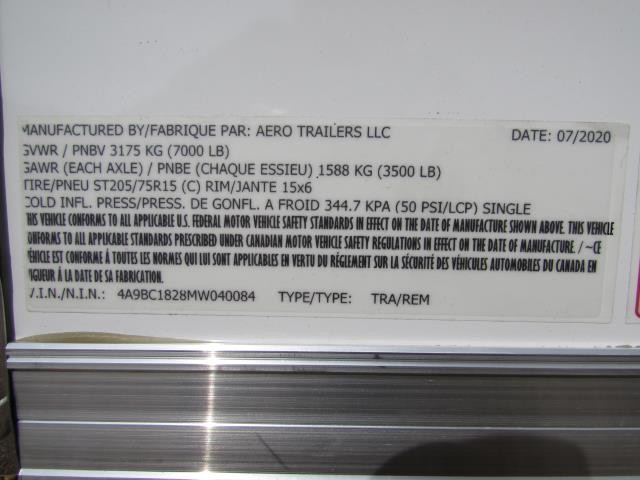 MANUFACTURED BY/FABRIQUE PAR: AERO TRAILERS LLC DATE: 07/2020
GVWR / PNBV 3175 KG (7000 LB)
GAWR (EACH AXLE) / PNBE (CHAQUE ESSIEU) 1588 KG (3500 LB)
TIRE/PNEU ST205/75R15 (C) RIM/JANTE 15x6
COLD INFL. PRESS/PRESS. DE GONFL. A FROID 344.7 KPA (50 PSI/LCP) SINGLE
THIS VEHICLE CONFORMS TO ALL APPLICABLE U.S. FEDERAL MOTOR VEHICLE SAFETY STANDARDS IN EFFECT ON THE DATE OF MANUFACTURE SHOWN ABOVE. THIS VEHICLE
CONFORMS TO ALL APPLICABLE STANDARDS PRESCRIBED UNDER CANADIAN MOTOR VEHICLE SAFETY REGULATIONS IN EFFECT ON THE DATE OF MANUFACTURE. / ~CE
VÉHICLE EST CONFORME Á TOUTES LES NORMES QUI LUI SONT APPLICABLES EN VERTU DU RÉGLEMENT SUR LA SÉCURITÉ DES VÉHICULES AUTOMOBILES DU CANADA EN
VIGUEUR Á LA DATE DE SA FABRICATION.
V.I.N./N.I.N.: 4A9BC1828MW040084 TYPE/TYPE: TRA/REM